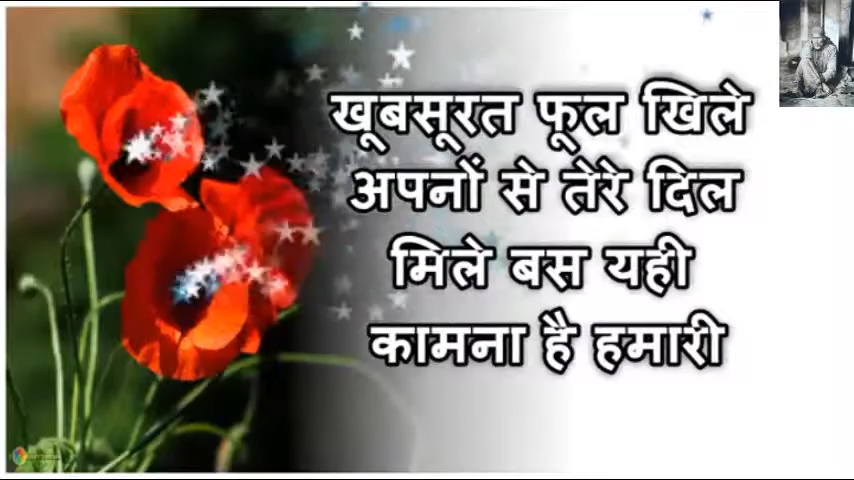 खूबसूरत फूल खिले
अपनों से तेरे दिल
मिले बस यही
कामना है हमारी